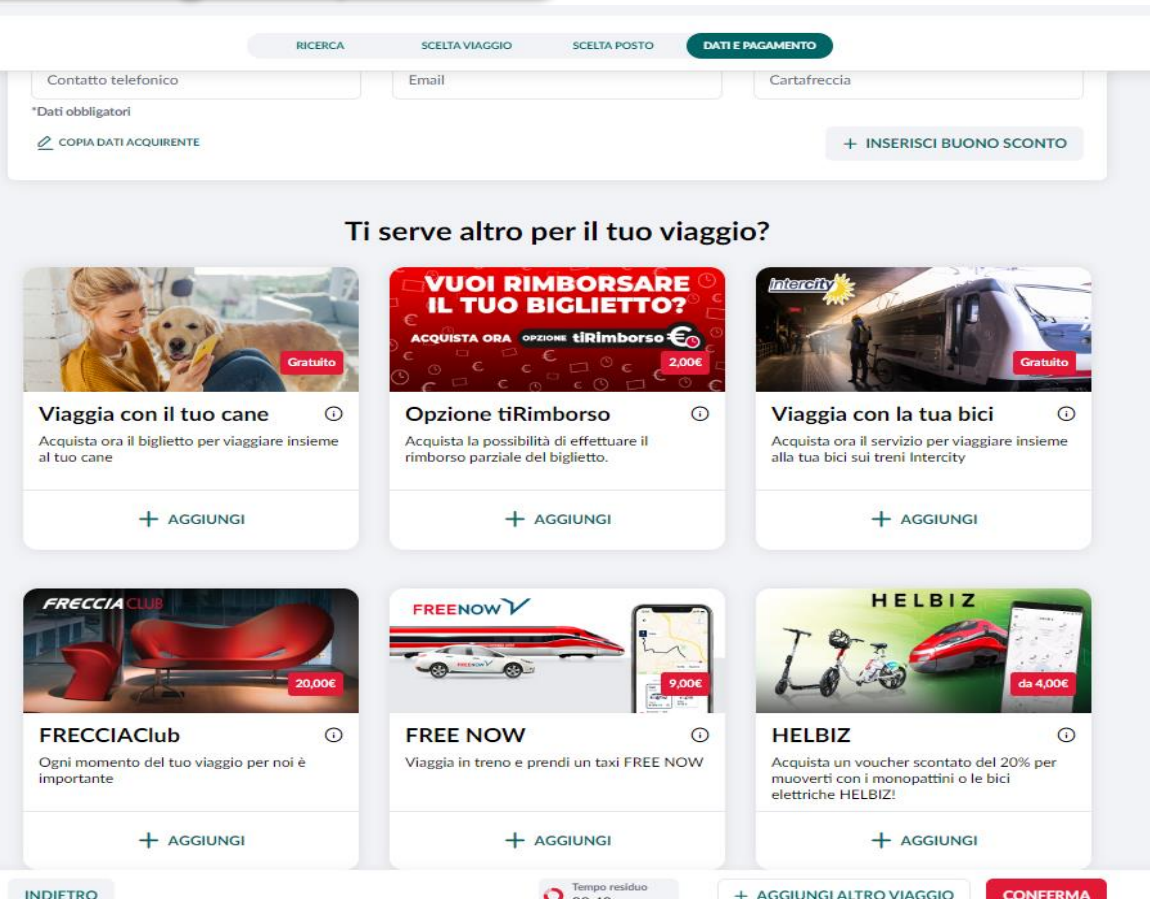 RICERCA
SCELTA VIAGGIO
SCELTA POSTO
DATI E PAGAMENTO
Contatto telefonico
Email
Cartafreccia
*Dati obbligatori
COPIA DATI ACQUIRENTE
+ INSERISCI BUONO SCONTO
Ti serve altro per il tuo viaggio?
Gratuito
Viaggia con il tuo cane
Acquista ora il biglietto per viaggiare insieme
al tuo cane
+ AGGIUNGI
VUOI RIMBORSARE
IL TUO BIGLIETTO?
ACQUISTA ORA OPZIONE tiRimborso €
2,00€
Opzione tiRimborso
Acquista la possibilità di effettuare il
rimborso parziale del biglietto.
+ AGGIUNGI
intercity
Gratuito
Viaggia con la tua bici
Acquista ora il servizio per viaggiare insieme
alla tua bici sui treni Intercity
+ AGGIUNGI
FRECCIACLUB
20,00€
FRECCIAClub
Ogni momento del tuo viaggio per noi è
importante
+ AGGIUNGI
FREENOW
FREENOW
9,00€
FREE NOW
Viaggia in treno e prendi un taxi FREE NOW
+ AGGIUNGI
HELBIZ
da 4,00€
HELBIZ
Acquista un voucher scontato del 20% per
muoverti con i monopattini o le bici
elettriche HELBIZ!
+ AGGIUNGI
INDIETRO
Tempo residuo
+ AGGIUNGI ALTRO VIAGGIO
CONFERMA